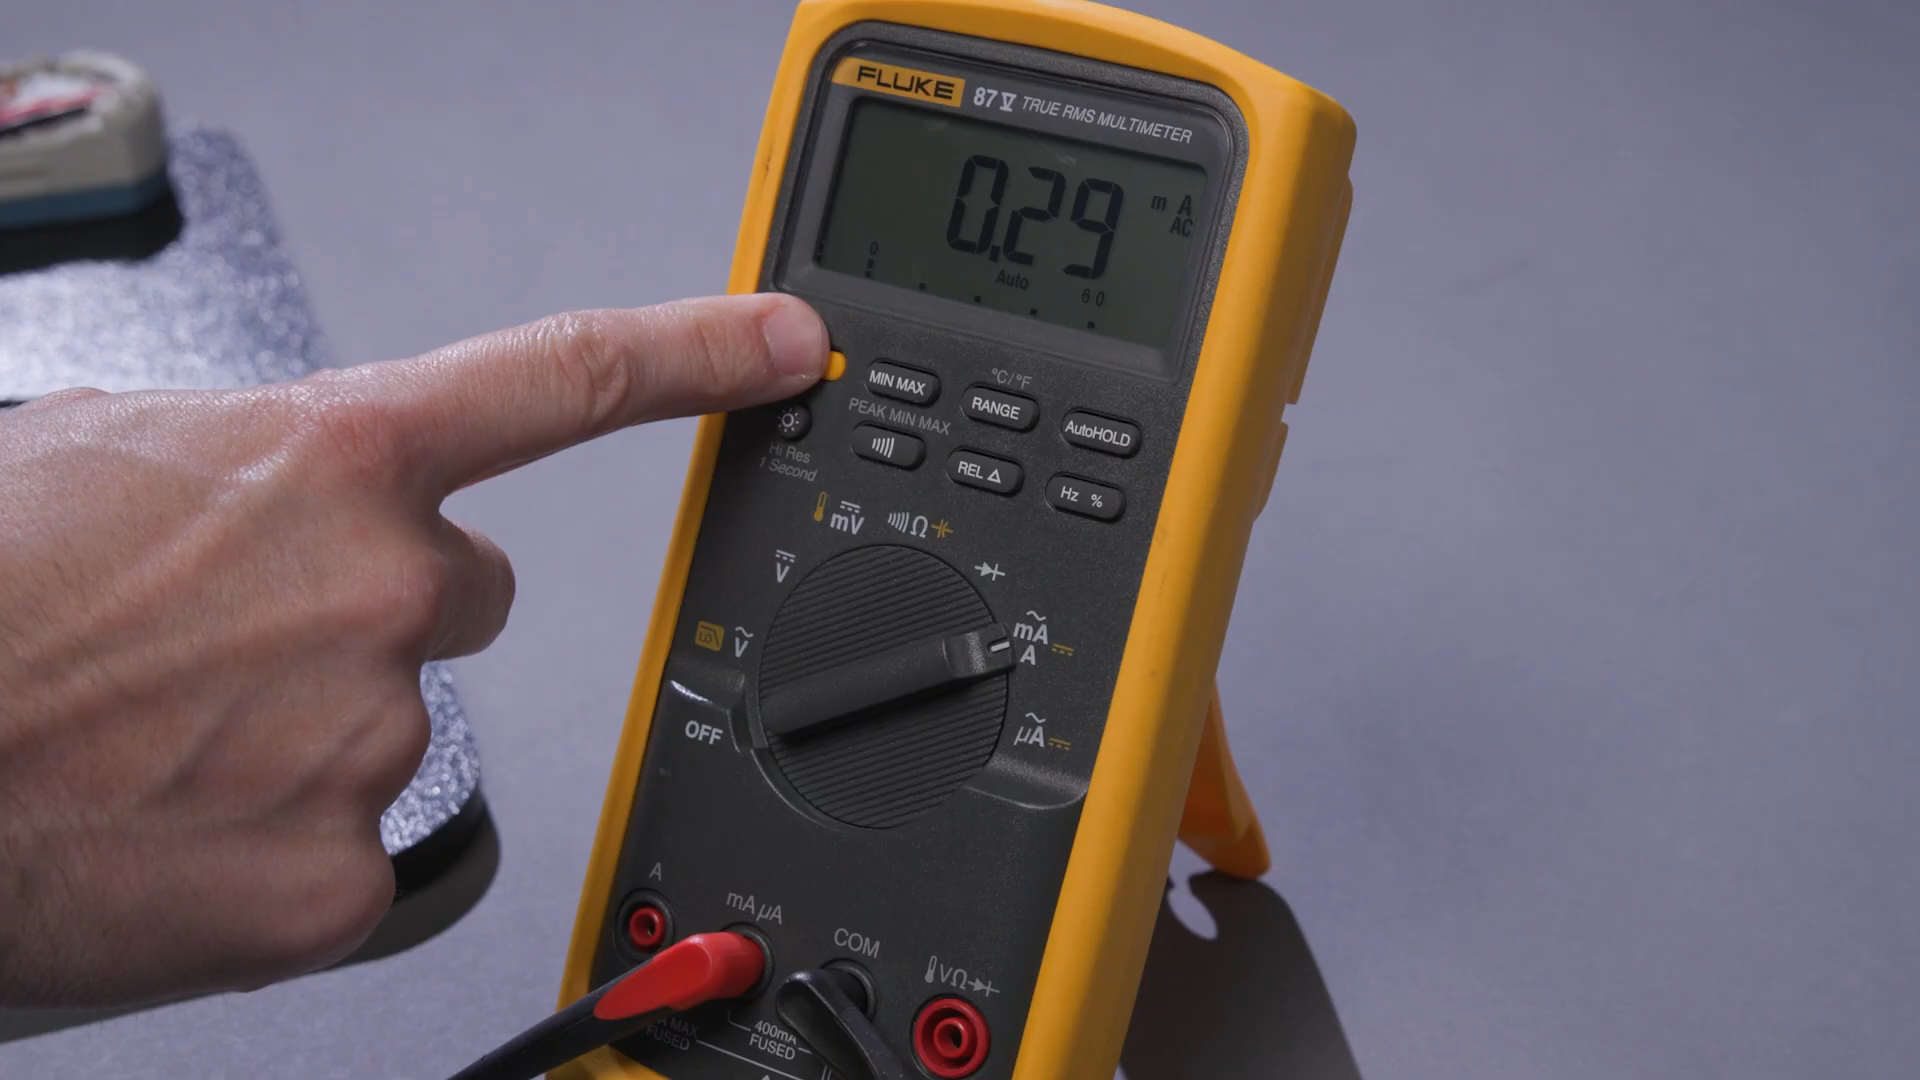 FLUKE 87 V TRUE RMS MULTIMETER
0.29 m A AC
0
Auto 60
MIN MAX
°C/°F
RANGE
AutoHOLD
PEAK MIN MAX
REL Δ
Hz %
Hi Res
1 Second
mV
Ω
V
mA
A
V
OFF
µA
A
mA µA
COM
VΩ
A MAX
FUSED
400mA
FUSED